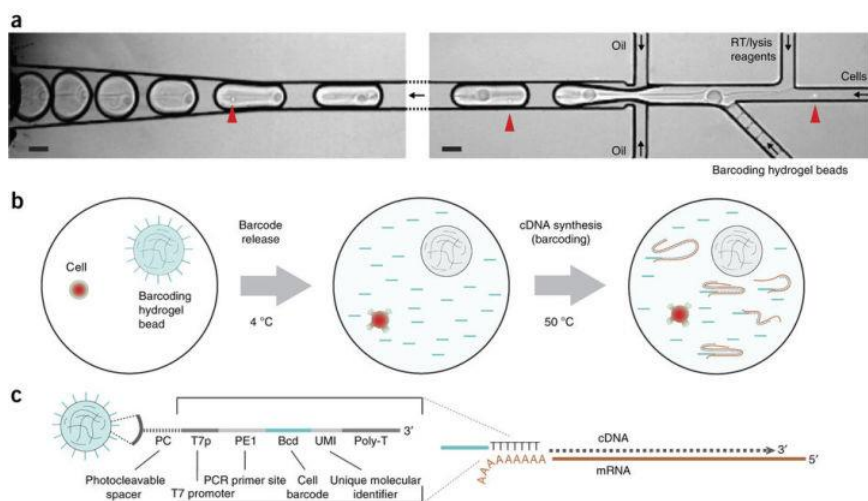 a
Oil
RT/lysis
reagents
Cells
Oil
Barcoding hydrogel beads
b
Cell
Barcoding
hydrogel
bead
Barcode
release
4 °C
cDNA synthesis
(barcoding)
50 °C
c
PC
T7p
PE1
Bcd
UMI
Poly-T
3′
Photocleavable
spacer
T7 promoter
PCR primer site
Cell
barcode
Unique molecular
identifier
TTTTTTT
AAAAAAAAA
cDNA
3′
mRNA
5′